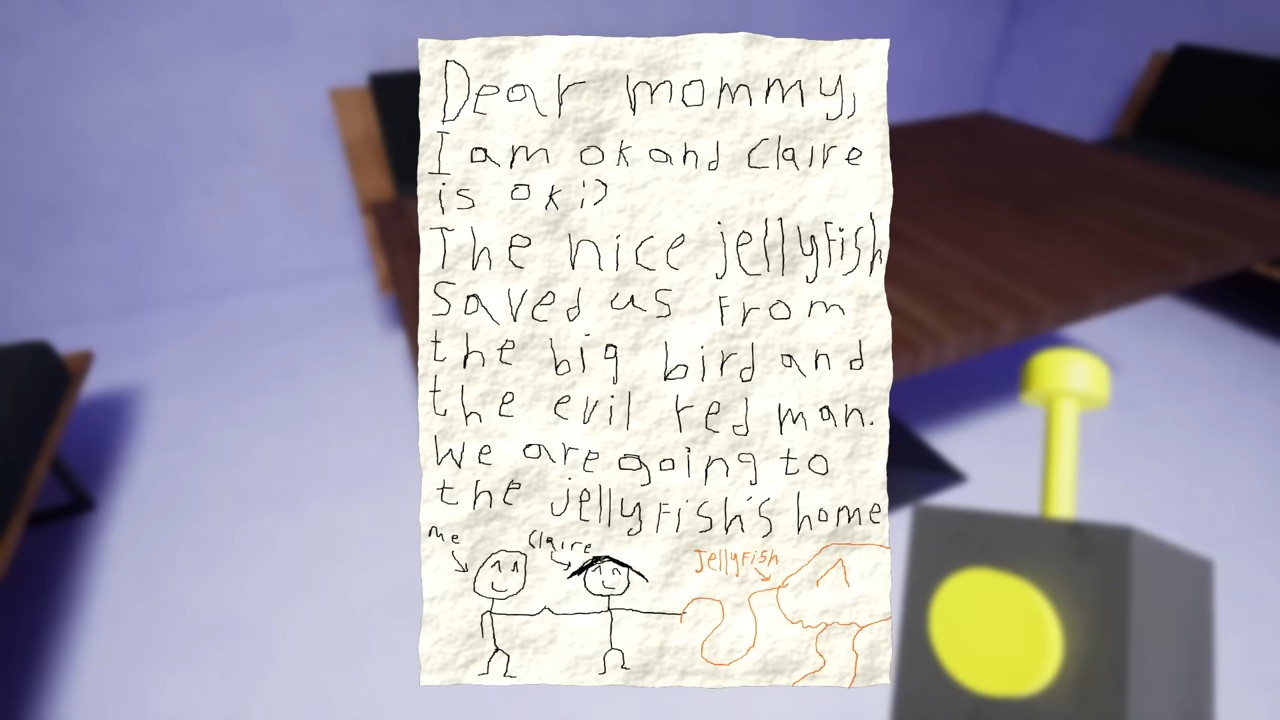 Dear mommy,
I am ok and Claire
is ok :)
The nice jellyfish
saved us from
the big bird and
the evil red man.
We are going to
the jellyfish's home
Me
Claire
Jellyfish